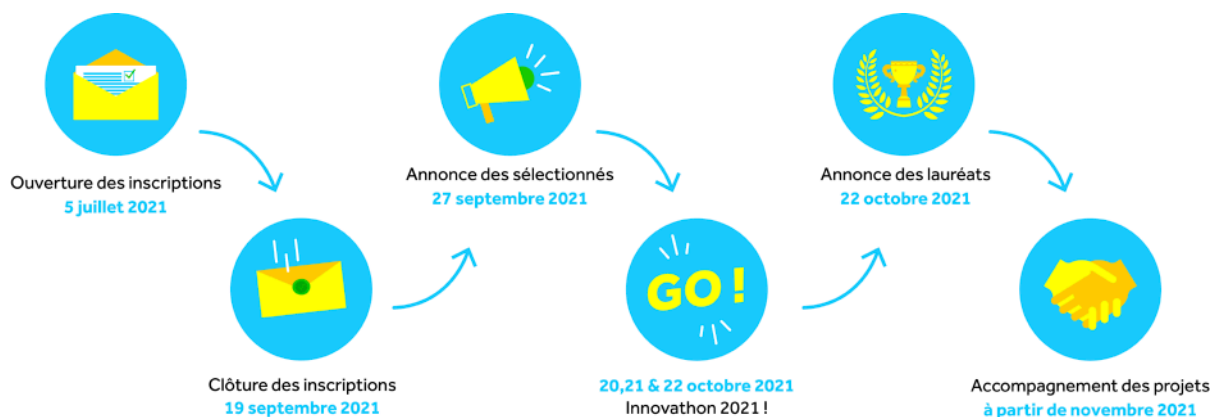 Ouverture des inscriptions
5 juillet 2021
Clôture des inscriptions
19 septembre 2021
Annonce des sélectionnés
27 septembre 2021
GO !
20,21 & 22 octobre 2021
Innovathon 2021 !
Annonce des lauréats
22 octobre 2021
Accompagnement des projets
à partir de novembre 2021